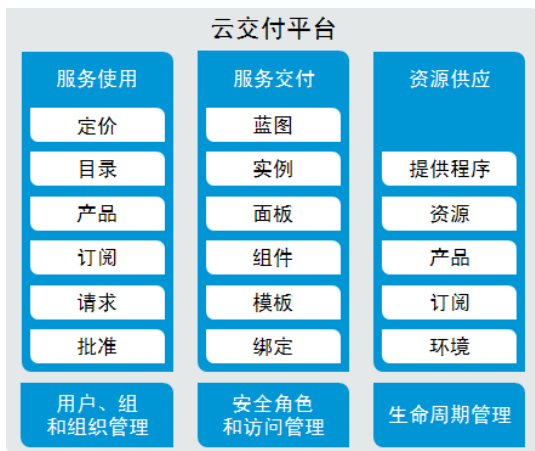 云交付平台
服务使用
定价
目录
产品
订阅
请求
批准
服务交付
蓝图
实例
面板
组件
模板
绑定
资源供应
提供程序
资源
产品
订阅
环境
用户、组
和组织管理
安全角色
和访问管理
生命周期管理